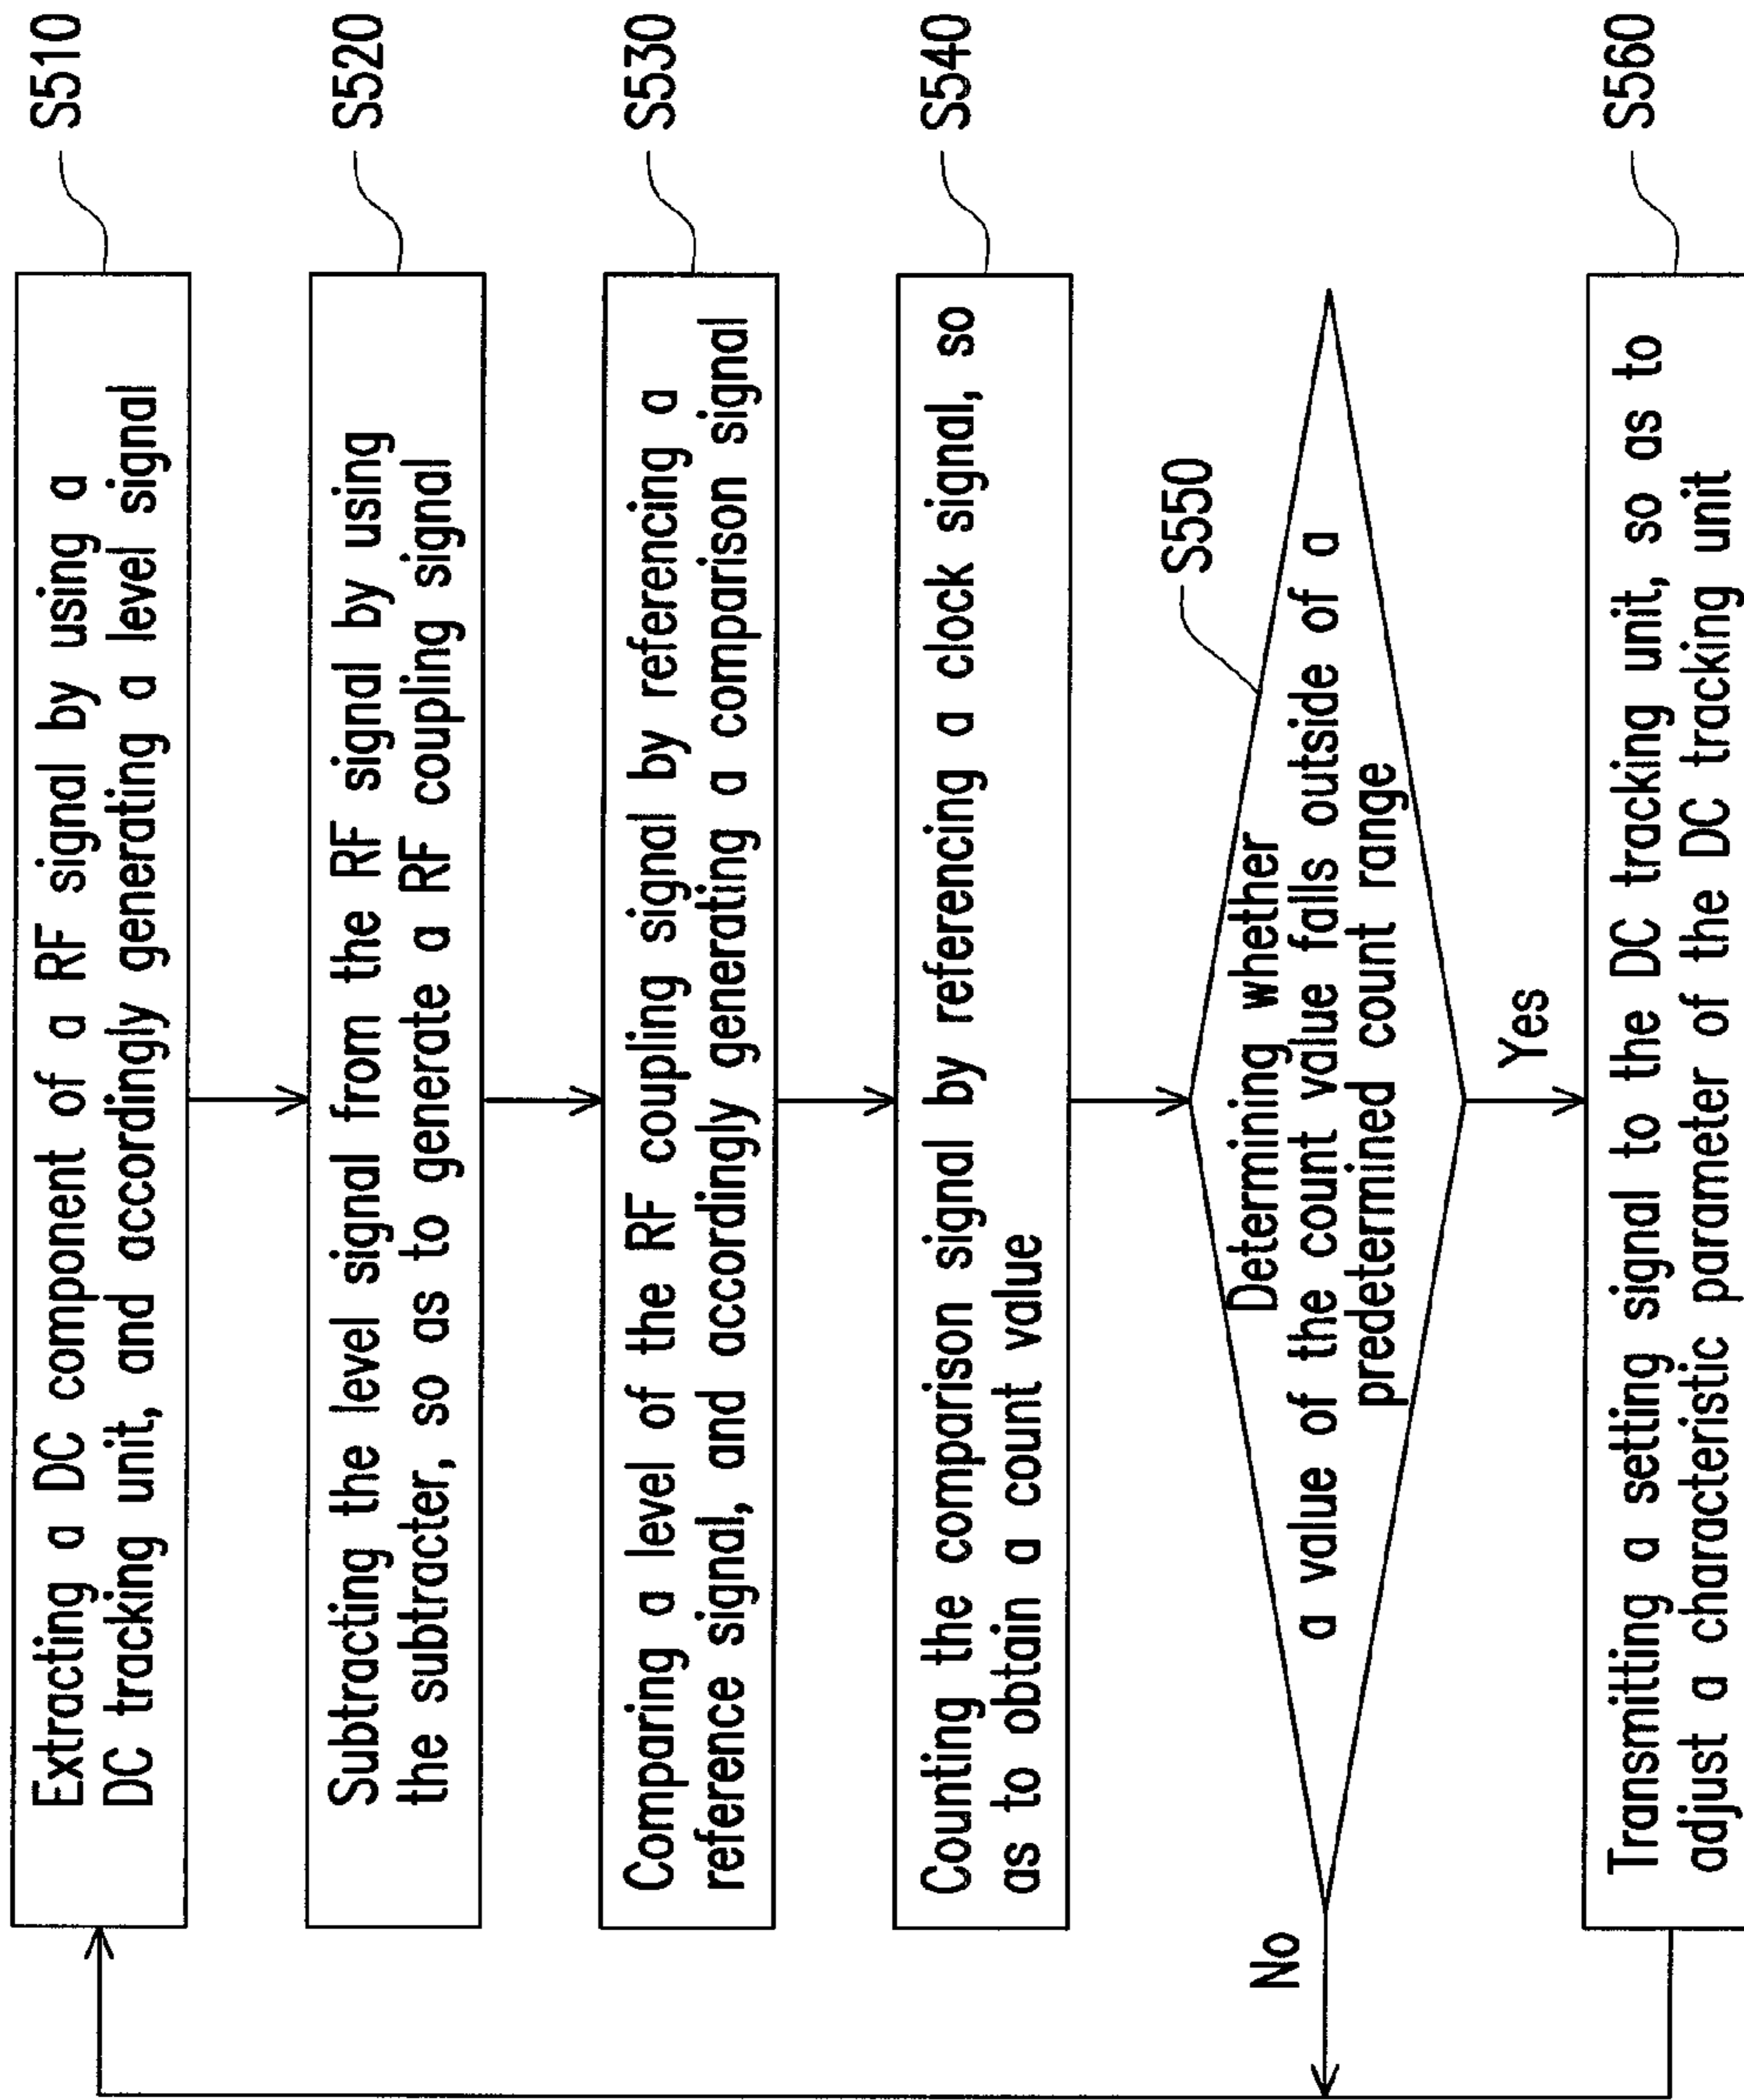 Extracting a DC component of a RF signal by using a
DC tracking unit, and accordingly generating a level signal
S510
Subtracting the level signal from the RF signal by using
the subtracter, so as to generate a RF coupling signal
S520
Comparing a level of the RF coupling signal by referencing a
reference signal, and accordingly generating a comparison signal
S530
Counting the comparison signal by referencing a clock signal, so
as to obtain a count value
S540
Determining whether
a value of the count value falls outside of a
predetermined count range
S550
No
Yes
Transmitting a setting signal to the DC tracking unit, so as to
adjust a characteristic parameter of the DC tracking unit
S560